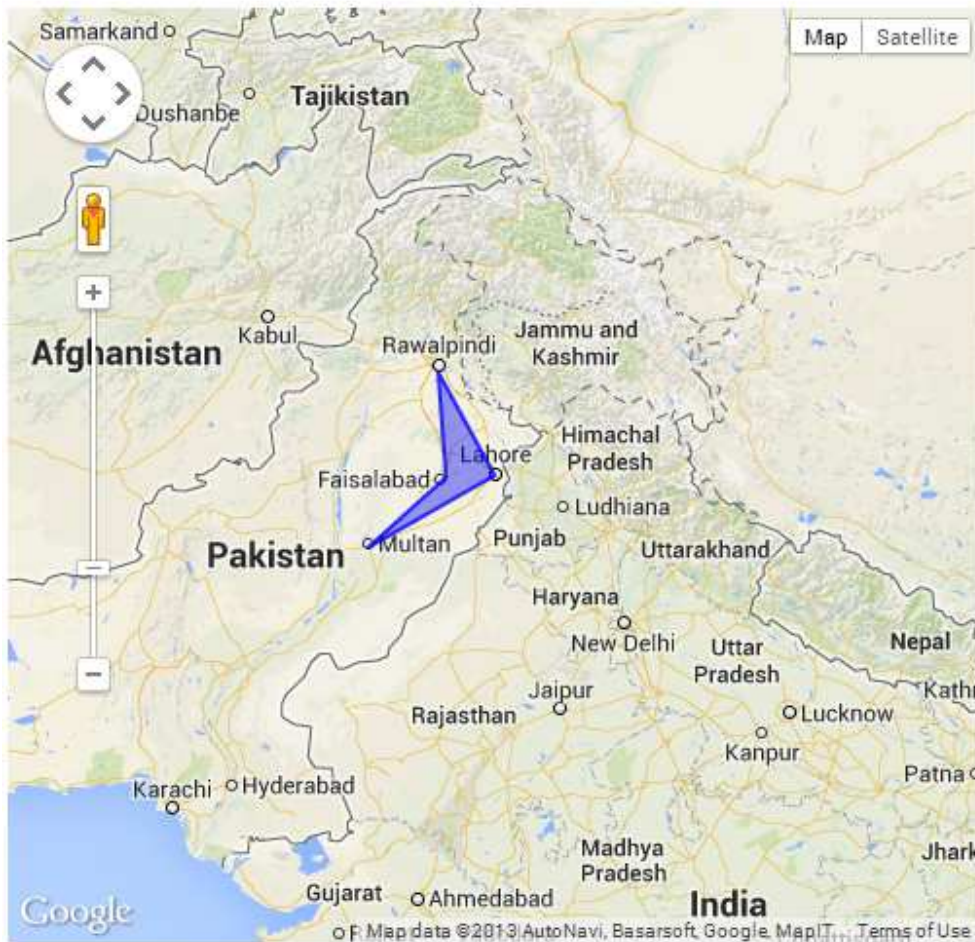 Samarkand
Map
Satellite
Dushanbe
Tajikistan
+
Kabul
Afghanistan
Rawalpindi
Jammu and
Kashmir
Himachal
Pradesh
Lahore
Faisalabad
Ludhiana
Multan
Punjab
Pakistan
Uttarakhand
Haryana
New Delhi
Nepal
Uttar
Pradesh
Jaipur
Rajasthan
Lucknow
Kanpur
Kathm
Patna
Hyderabad
Karachi
Madhya
Pradesh
Jhark
Gujarat
Ahmedabad
India
Google
Map data ©2013 AutoNavi, Basarsoft, Google, MapIT... Terms of Use